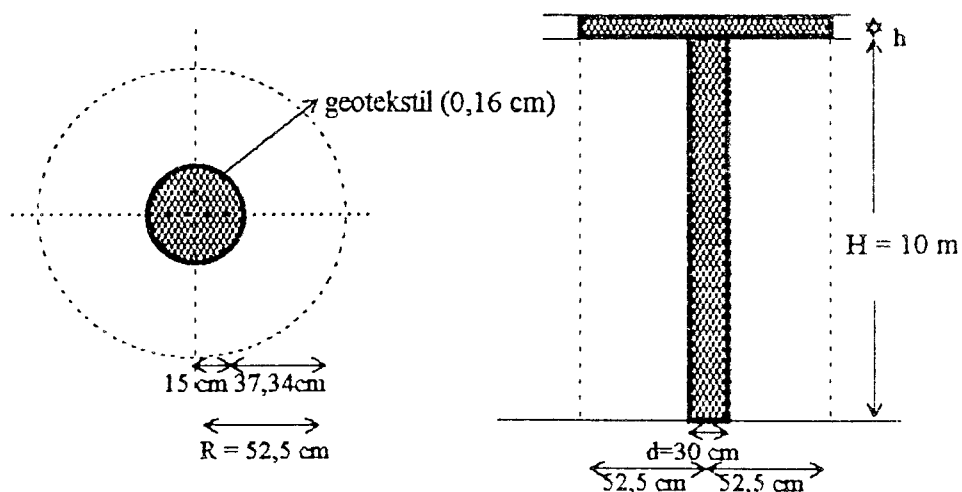 geotekstil (0,16 cm)
15 cm 37,34cm
R = 52,5 cm
h
H = 10 m
d=30 cm
52,5 cm 52,5 cm